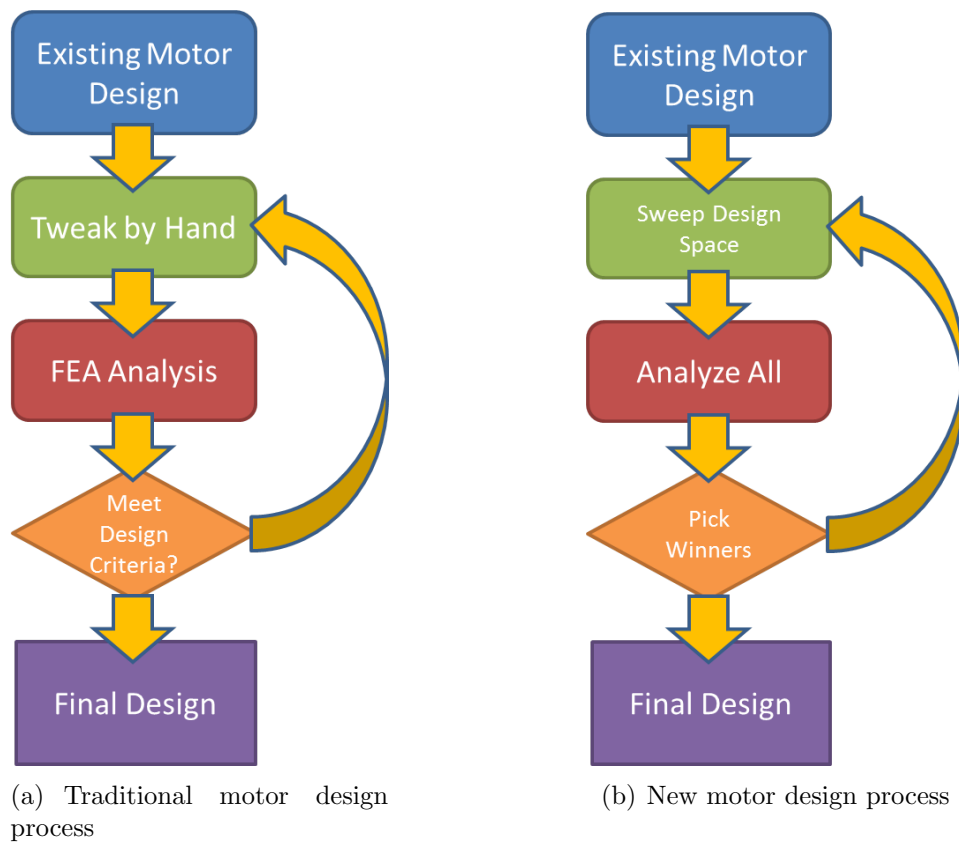 Existing Motor
Design
Tweak by Hand
FEA Analysis
Meet
Design
Criteria?
Final Design
(a) Traditional motor design
process
Existing Motor
Design
Sweep Design
Space
Analyze All
Pick
Winners
Final Design
(b) New motor design process